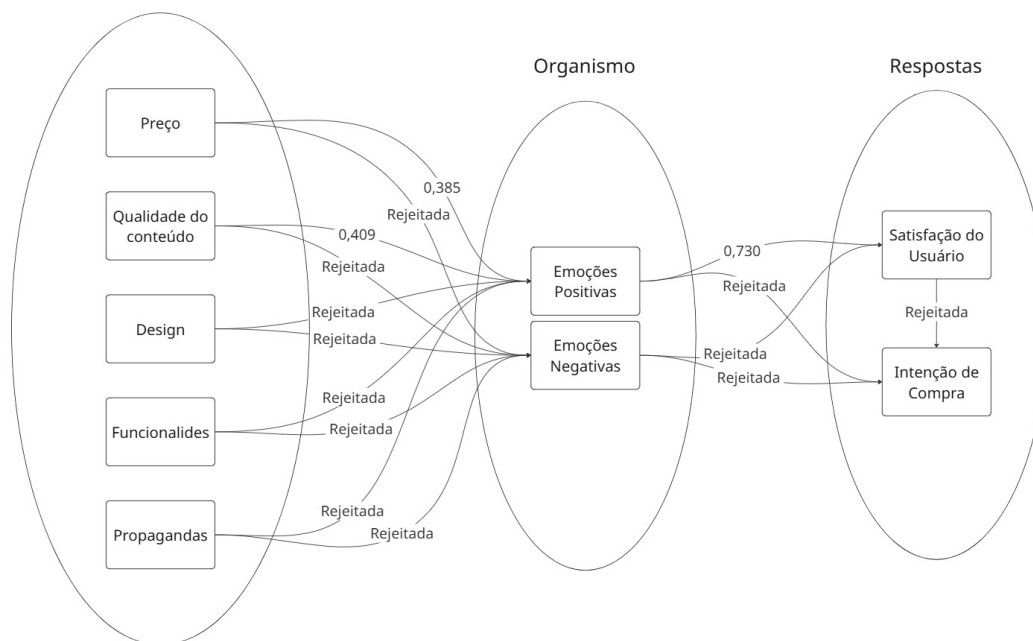 Organismo
Respostas
Preço
Qualidade do
conteúdo
Design
Funcionalides
Propagandas
0,385
Rejeitada
0,409
Rejeitada
Rejeitada
Rejeitada
Rejeitada
Rejeitada
Rejeitada
Rejeitada
Emoções
Positivas
Emoções
Negativas
0,730
Rejeitada
Rejeitada
Rejeitada
Satisfação do
Usuário
Rejeitada
Intenção de
Compra